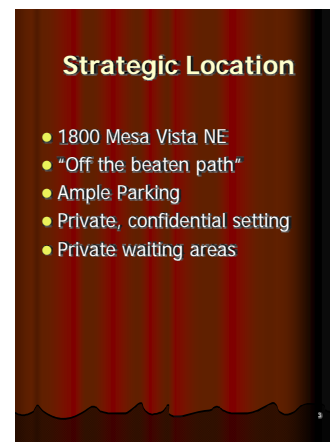 Strategic Location
1800 Mesa Vista NE
“Off the beaten path”
Ample Parking
Private, confidential setting
Private waiting areas
3